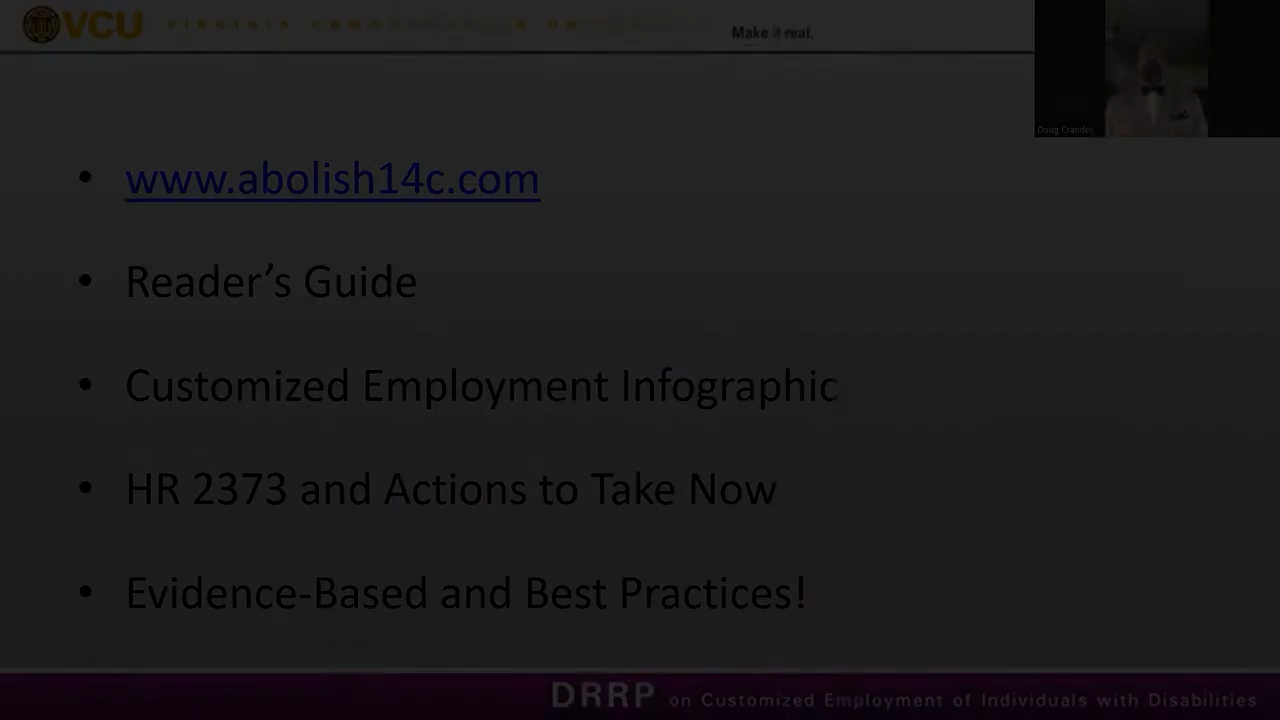 VCU
Make it real.
www.abolish14c.com
Reader's Guide
Customized Employment Infographic
HR 2373 and Actions to Take Now
Evidence-Based and Best Practices!
DRRP on Customized Employment of Individuals with Disabilities